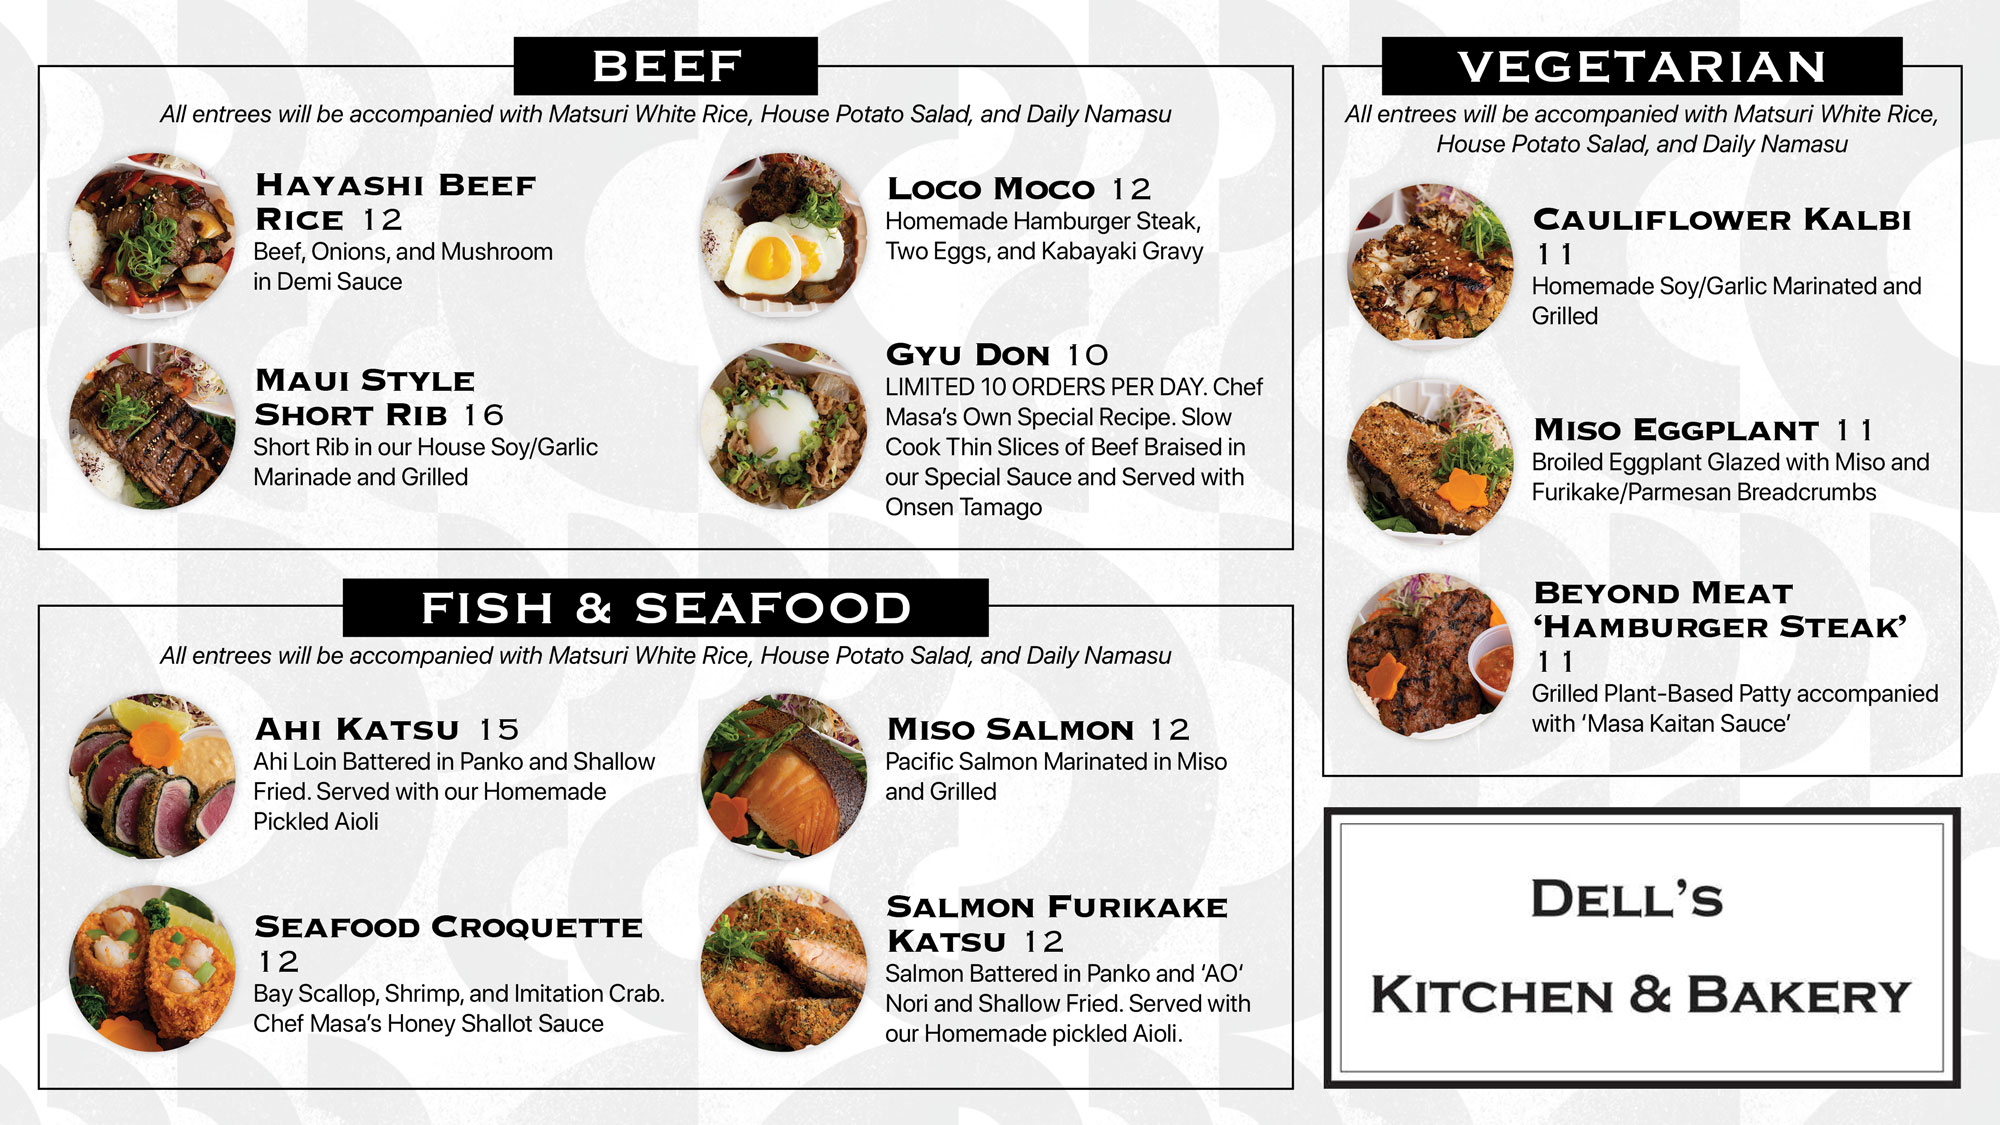 BEEF
All entrees will be accompanied with Matsuri White Rice, House Potato Salad, and Daily Namasu
HAYASHI BEEF
RICE 12
Beef, Onions, and Mushroom
in Demi Sauce
MAUI STYLE
SHORT RIB 16
Short Rib in our House Soy/Garlic
Marinade and Grilled
LOCO MOCO 12
Homemade Hamburger Steak,
Two Eggs, and Kabayaki Gravy
GYU DON 10
LIMITED 10 ORDERS PER DAY. Chef
Masa's Own Special Recipe. Slow
Cook Thin Slices of Beef Braised in
our Special Sauce and Served with
Onsen Tamago
FISH & SEAFOOD
All entrees will be accompanied with Matsuri White Rice, House Potato Salad, and Daily Namasu
AHI KATSU 15
Ahi Loin Battered in Panko and Shallow
Fried. Served with our Homemade
Pickled Aioli
SEAFOOD CROQUETTE
12
Bay Scallop, Shrimp, and Imitation Crab.
Chef Masa's Honey Shallot Sauce
MISO SALMON 12
Pacific Salmon Marinated in Miso
and Grilled
SALMON FURIKAKE
KATSU 12
Salmon Battered in Panko and 'AO'
Nori and Shallow Fried. Served with
our Homemade pickled Aioli.
VEGETARIAN
All entrees will be accompanied with Matsuri White Rice,
House Potato Salad, and Daily Namasu
CAULIFLOWER KALBI
11
Homemade Soy/Garlic Marinated and
Grilled
MISO EGGPLANT 11
Broiled Eggplant Glazed with Miso and
Furikake/Parmesan Breadcrumbs
BEYOND MEAT
'HAMBURGER STEAK'
11
Grilled Plant-Based Patty accompanied
with 'Masa Kaitan Sauce'
DELL'S
KITCHEN & BAKERY